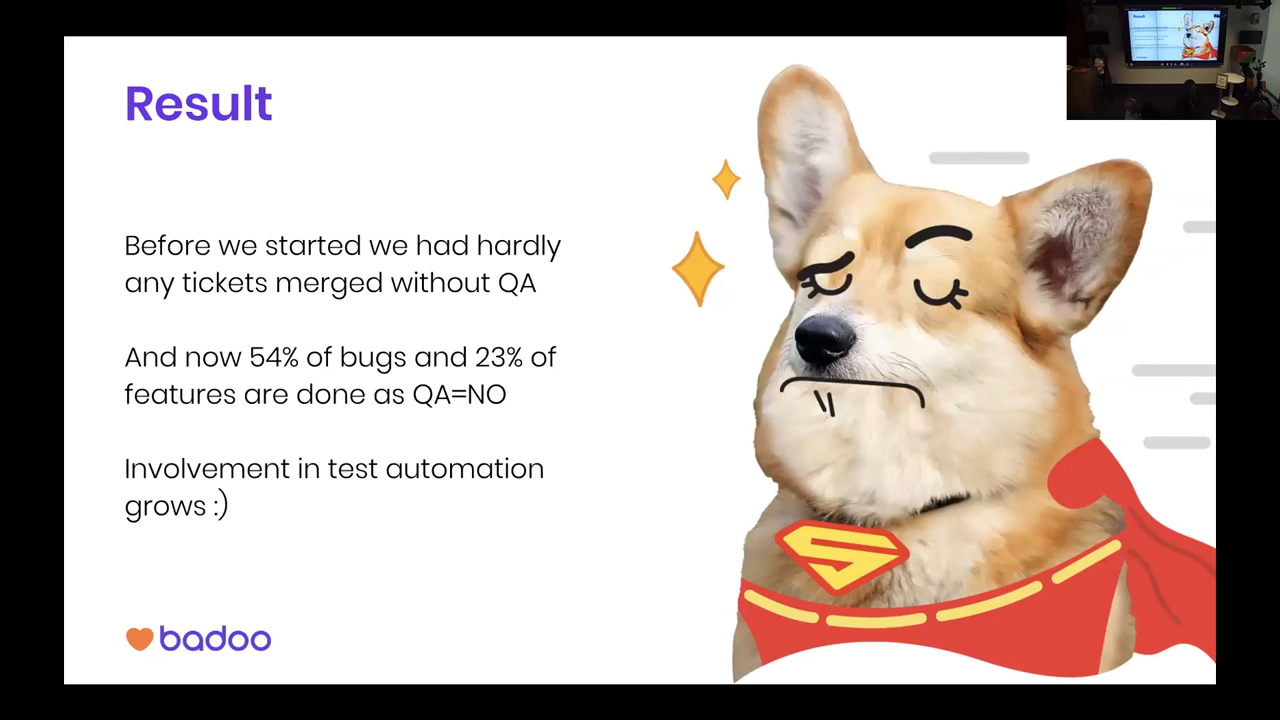 Result
Before we started we had hardly
any tickets merged without QA
And now 54% of bugs and 23% of
features are done as QA=NO
Involvement in test automation
grows :)
badoo
S